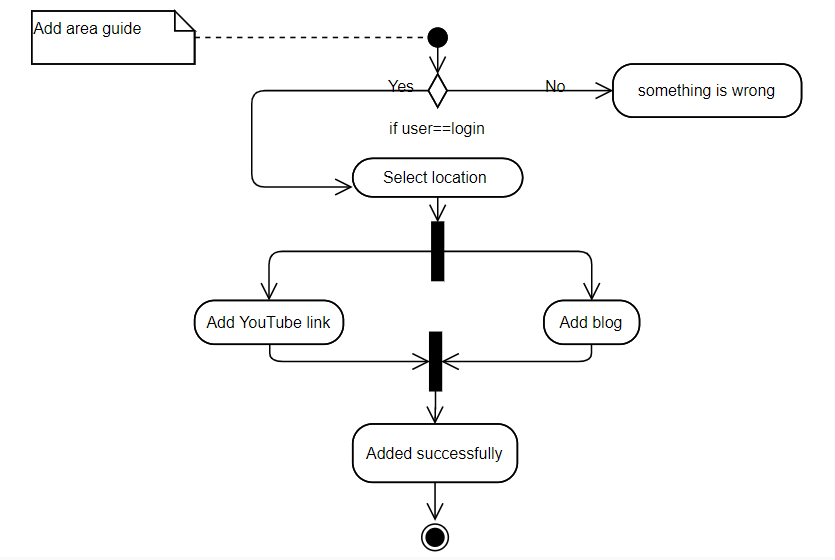 Add area guide
Yes
No
something is wrong
if user==login
Select location
Add YouTube link
Add blog
Added successfully